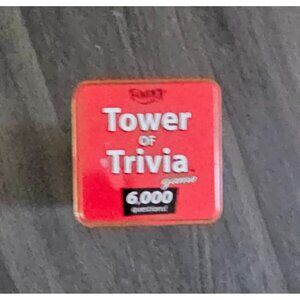 Tower
OF
Trivia
game
6,000
questions!